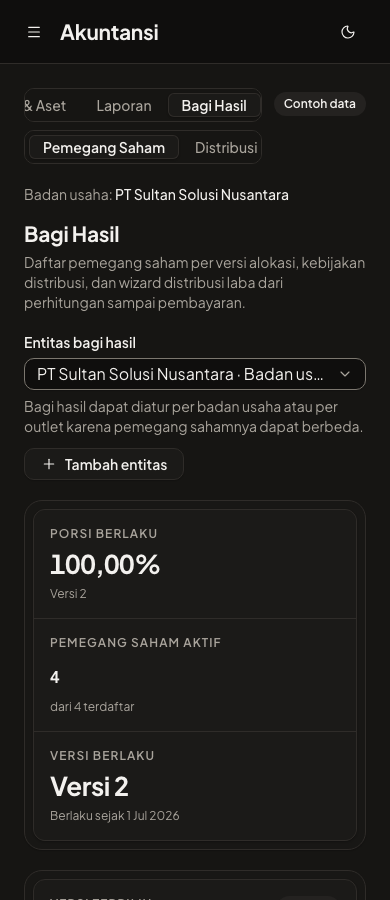 Akuntansi
& Aset
Laporan
Bagi Hasil
Contoh data
Pemegang Saham
Distribusi
Badan usaha: PT Sultan Solusi Nusantara
Bagi Hasil
Daftar pemegang saham per versi alokasi, kebijakan
distribusi, dan wizard distribusi laba dari
perhitungan sampai pembayaran.
Entitas bagi hasil
PT Sultan Solusi Nusantara · Badan us...
Bagi hasil dapat diatur per badan usaha atau per
outlet karena pemegang sahamnya dapat berbeda.
Tambah entitas
PORSI BERLAKU
100,00%
Versi 2
PEMEGANG SAHAM AKTIF
4
dari 4 terdaftar
VERSI BERLAKU
Versi 2
Berlaku sejak 1 Jul 2026